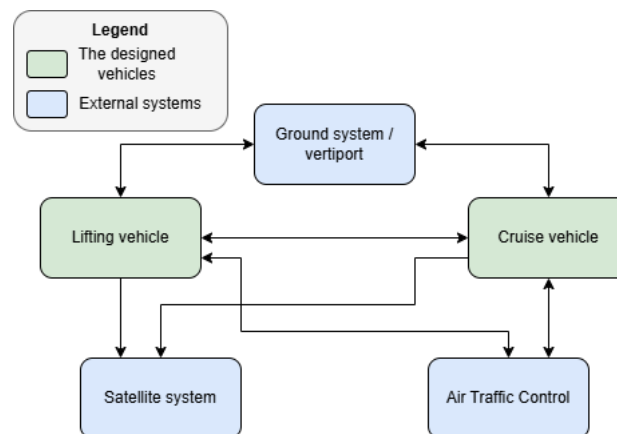 Legend
The designed
vehicles
External systems
Ground system /
vertiport
Lifting vehicle
Cruise vehicle
Satellite system
Air Traffic Control